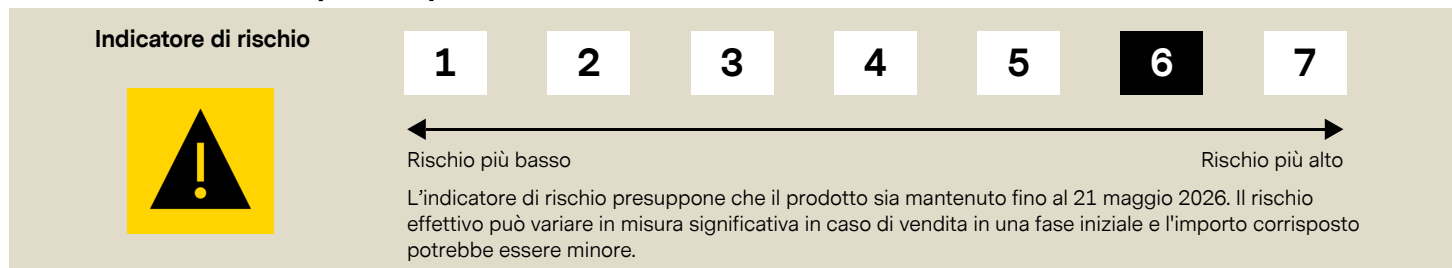 Indicatore di rischio
1 2 3 4 5 6 7
Rischio più basso Rischio più alto
L'indicatore di rischio presuppone che il prodotto sia mantenuto fino al 21 maggio 2026. Il rischio
effettivo può variare in misura significativa in caso di vendita in una fase iniziale e l'importo corrisposto
potrebbe essere minore.